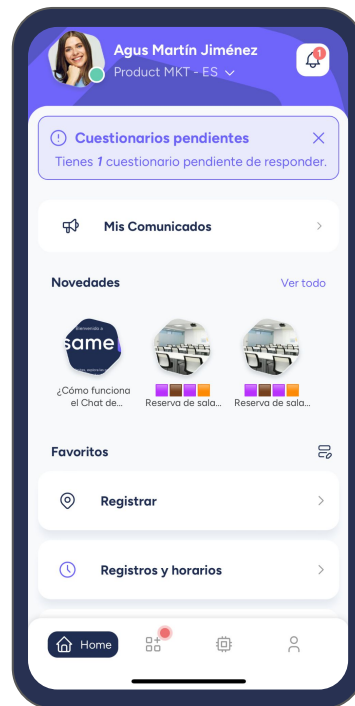 Agus Martín Jiménez
1
Product MKT - ES
Cuestionarios pendientes
Tienes 1 cuestionario pendiente de responder.
Mis Comunicados
Novedades
Ver todo
Bienvenido a
same
¿Cómo funciona
el Chat de...
Reserva de sala...
Reserva de sala...
Favoritos
Registrar
Registros y horarios
Home